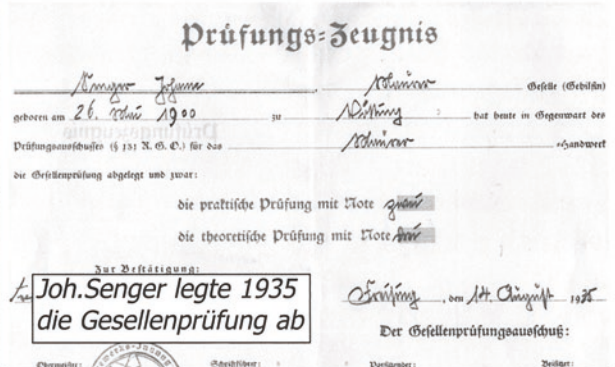 Prüfungs-Zeugnis
Senger Johann, Maurer Geselle (Gehilfin)
geboren am 26. Mai 1900 zu hat heute in Gegenwart des
Prüfungsausschusses (§ 131 R. G. O.) für das Maurer -Handwerk
die Gesellenprüfung abgelegt und zwar:
die praktische Prüfung mit Note zwei
die theoretische Prüfung mit Note drei
Zur Bestätigung:
Joh.Senger legte 1935
die Gesellenprüfung ab
Freising, den 14. August 1935
Der Gesellenprüfungsausschuß:
Obermeister: Schriftführer: Vorsitzender: Beisitzer: